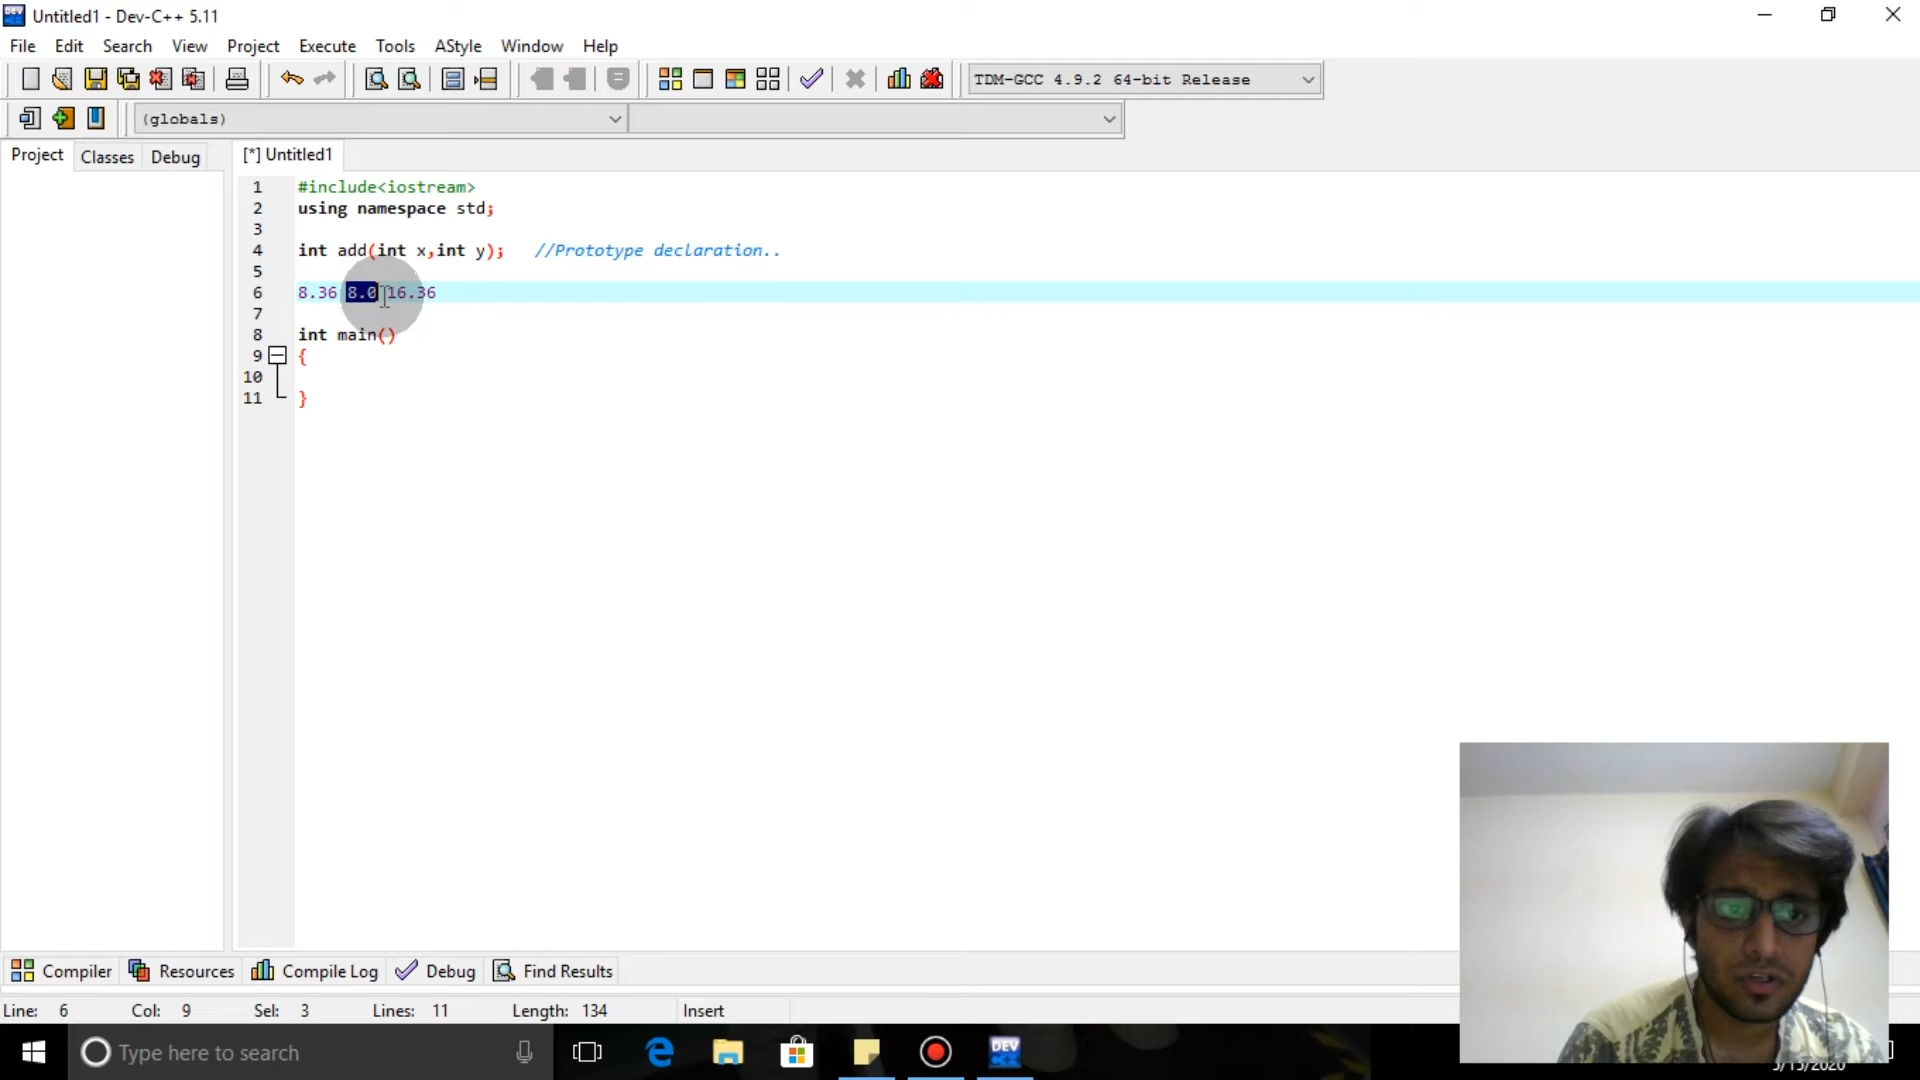 Untitled1 - Dev-C++ 5.11
File Edit Search View Project Execute Tools AStyle Window Help
TDM-GCC 4.9.2 64-bit Release
(globals)
Project Classes Debug [*] Untitled1
1 #include<iostream>
2 using namespace std;
3
4 int add(int x,int y); //Prototype declaration..
5
6 8.36 8.0 16.36
7
8 int main()
9 {
10
11 }
Compiler Resources Compile Log Debug Find Results
Line: 6 Col: 9 Sel: 3 Lines: 11 Length: 134 Insert
Type here to search
DEV C++